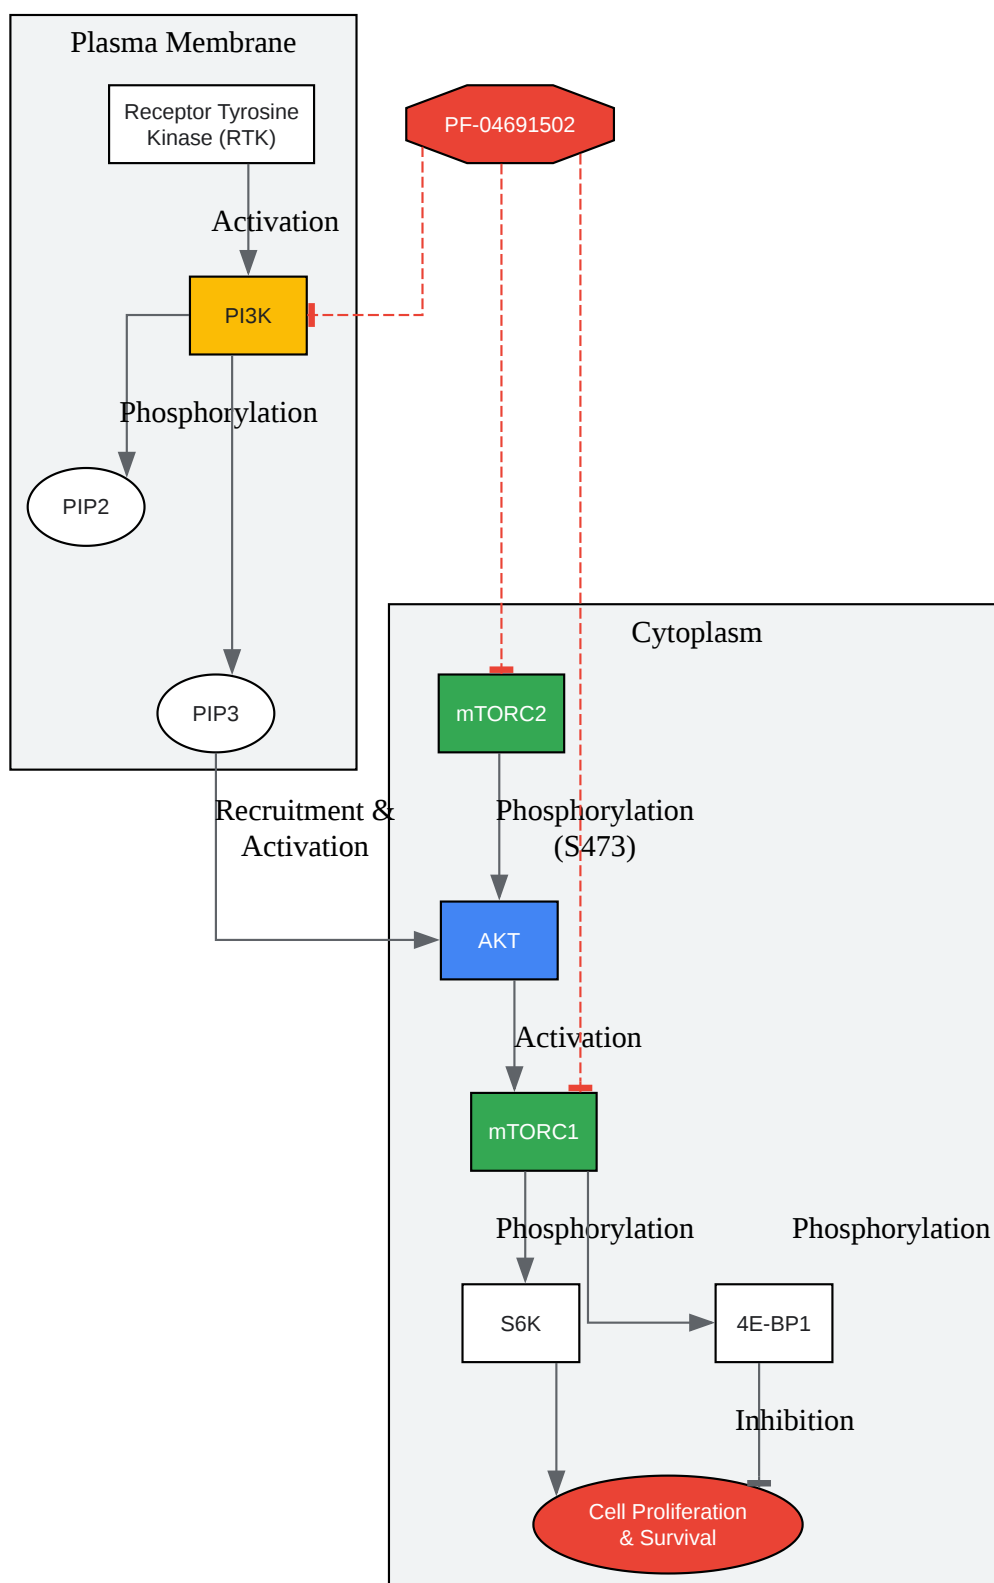 Plasma Membrane
Receptor Tyrosine
Kinase (RTK)
PF-04691502
Activation
PI3K
Phosphorylation
PIP2
Cytoplasm
mTORC2
PIP3
Recruitment &
Activation
Phosphorylation
(S473)
AKT
Activation
mTORC1
Phosphorylation
Phosphorylation
S6K
4E-BP1
Inhibition
Cell Proliferation
& Survival